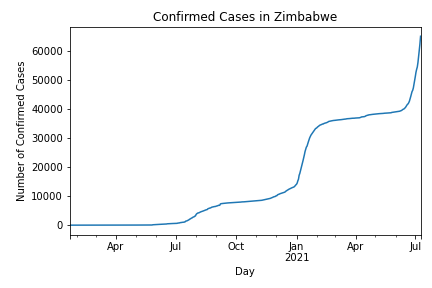 Confirmed Cases in Zimbabwe
Number of Confirmed Cases
60000
50000
40000
30000
20000
10000
0
Apr Jul Oct Jan Apr Jul
2021
Day